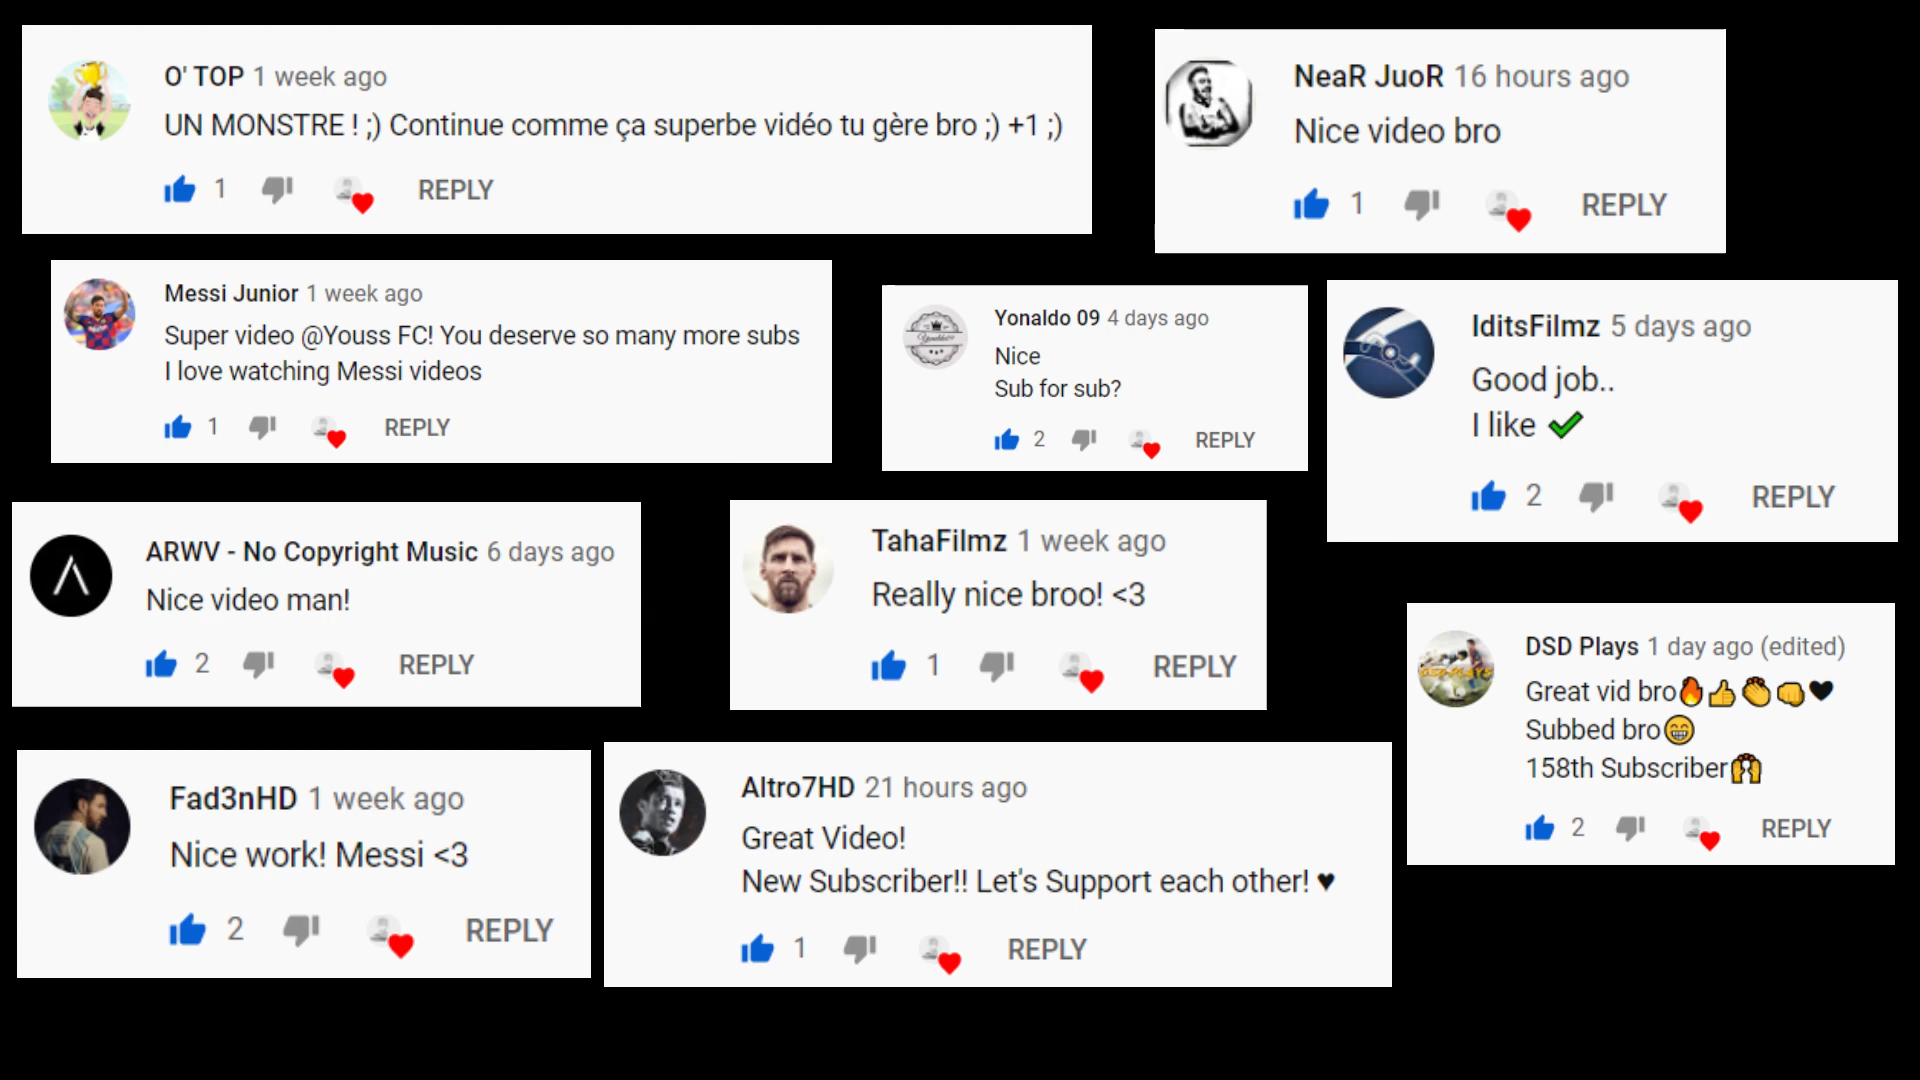 O' TOP 1 week ago
UN MONSTRE ! ;) Continue comme ça superbe vidéo tu gère bro ;) +1 ;)
1 REPLY
NeaR JuoR 16 hours ago
Nice video bro
1 REPLY
Messi Junior 1 week ago
Super video @Youss FC! You deserve so many more subs
I love watching Messi videos
1 REPLY
Yonaldo 09 4 days ago
Nice
Sub for sub?
2 REPLY
IditsFilmz 5 days ago
Good job..
I like ✔
2 REPLY
ARWV - No Copyright Music 6 days ago
Nice video man!
2 REPLY
TahaFilmz 1 week ago
Really nice broo! <3
1 REPLY
DSD Plays 1 day ago (edited)
Great vid bro🔥👍👏👊🖤
Subbed bro😁
158th Subscriber🙌
2 REPLY
Fad3nHD 1 week ago
Nice work! Messi <3
2 REPLY
Altro7HD 21 hours ago
Great Video!
New Subscriber!! Let's Support each other! ♥
1 REPLY